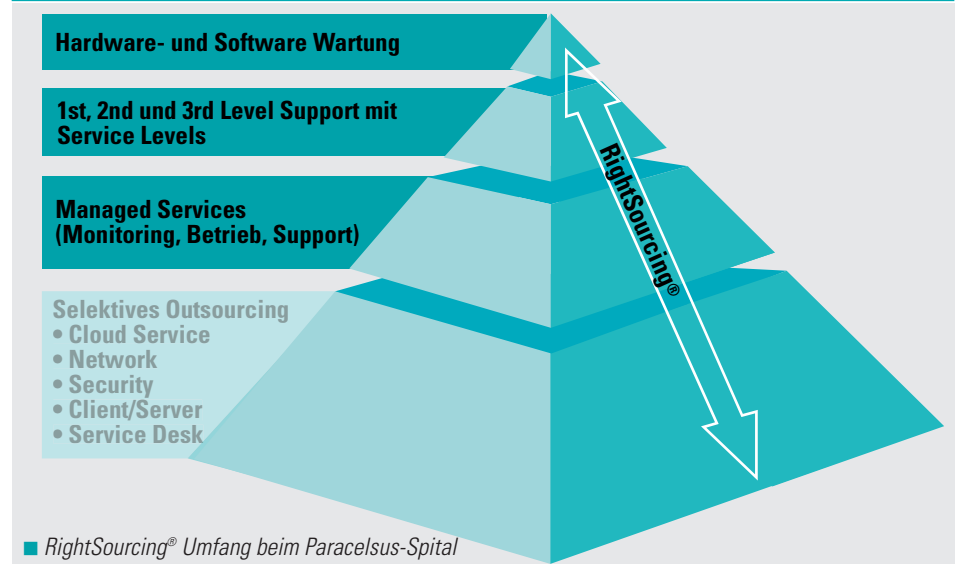 Hardware- und Software Wartung
1st, 2nd und 3rd Level Support mit
Service Levels
Managed Services
(Monitoring, Betrieb, Support)
Selektives Outsourcing
• Cloud Service
• Network
• Security
• Client/Server
• Service Desk
RightSourcing®
■ RightSourcing® Umfang beim Paracelsus-Spital